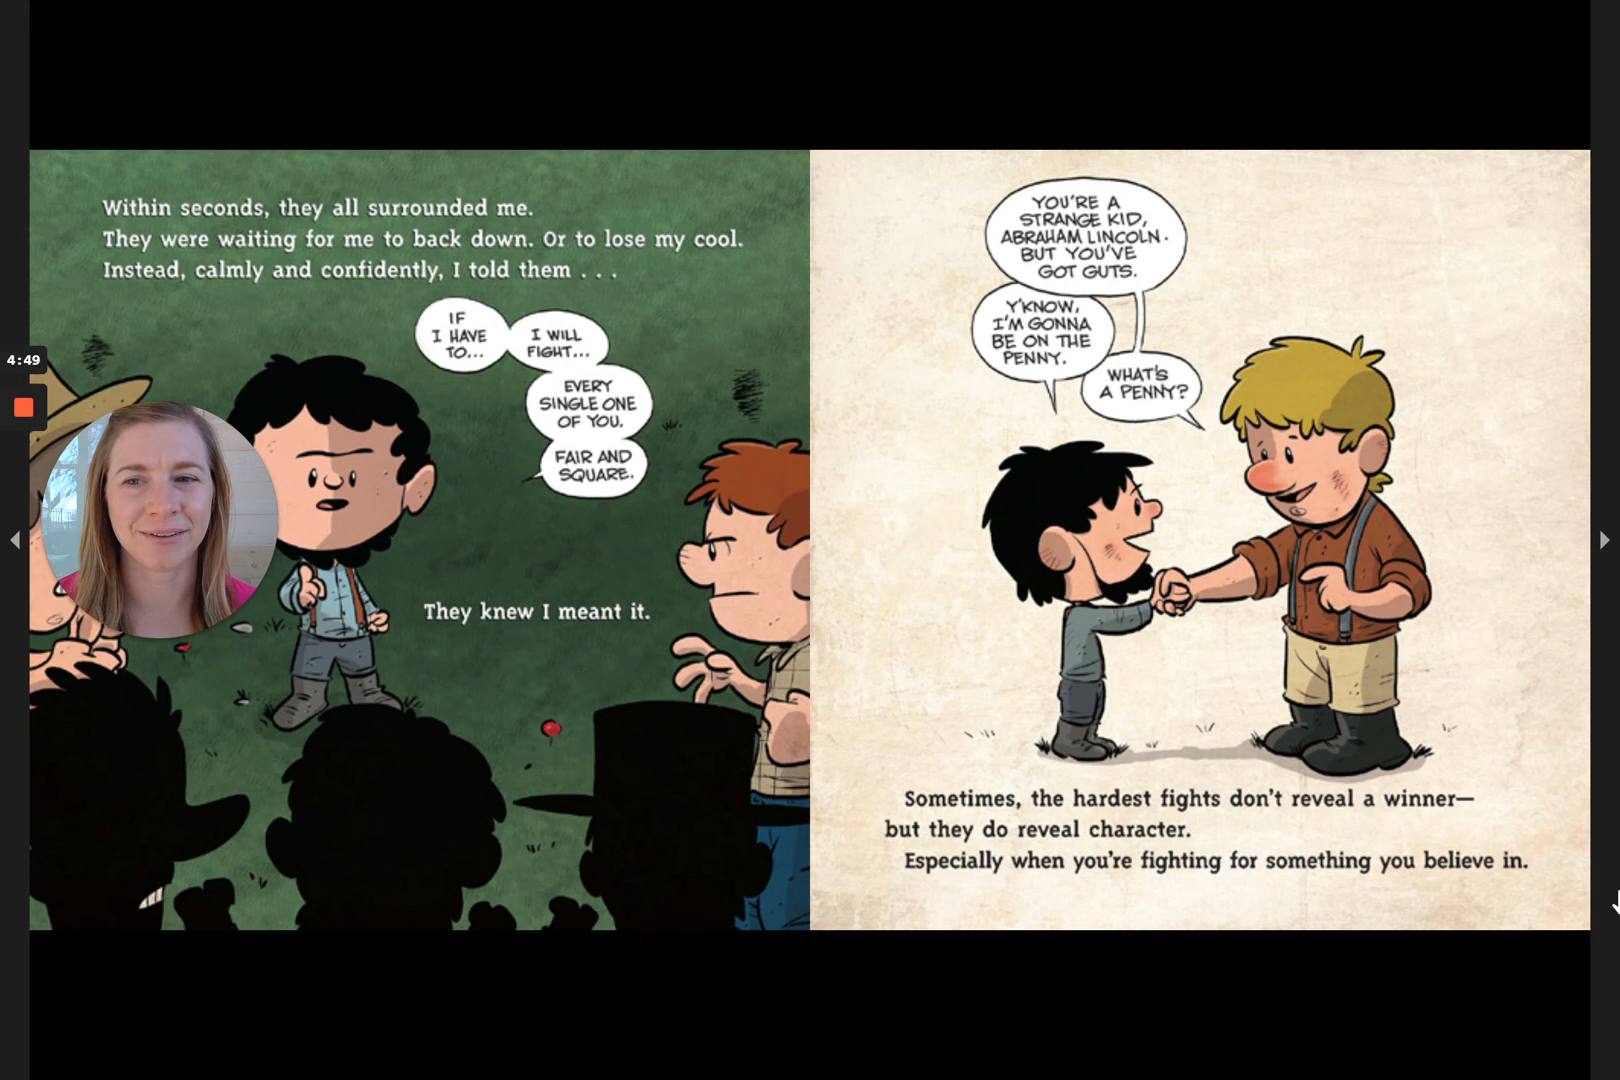 Within seconds, they all surrounded me.
They were waiting for me to back down. Or to lose my cool.
Instead, calmly and confidently, I told them . . .
IF
I HAVE
TO...
I WILL
FIGHT...
EVERY
SINGLE ONE
OF YOU.
FAIR AND
SQUARE.
They knew I meant it.
4:49
YOU'RE A
STRANGE KID,
ABRAHAM LINCOLN.
BUT YOU'VE
GOT GUTS.
Y'KNOW,
I'M GONNA
BE ON THE
PENNY.
WHAT'S
A PENNY?
Sometimes, the hardest fights don't reveal a winner—
but they do reveal character.
Especially when you're fighting for something you believe in.